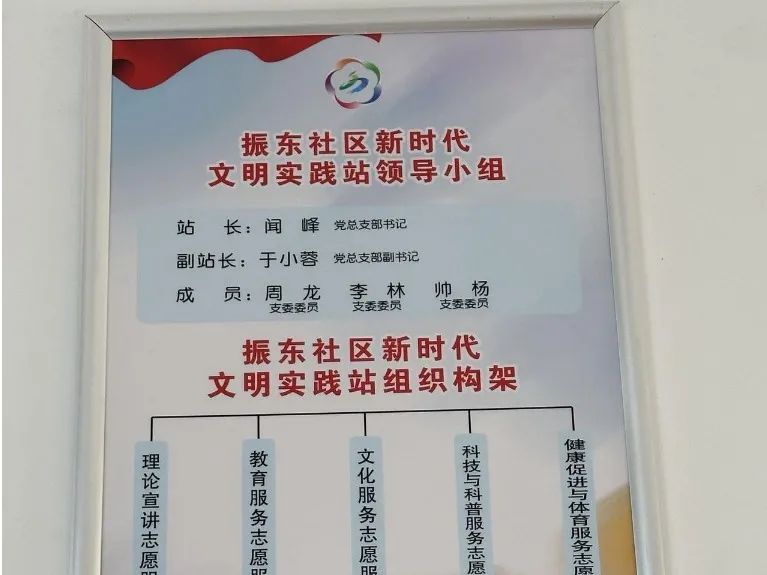 振东社区新时代
文明实践站领导小组
站 长：闻 峰 党总支部书记
副站长：于小蓉 党总支部副书记
成 员：周 龙 李 林 帅 杨
支委委员 支委委员 支委委员
振东社区新时代
文明实践站组织构架
理论宣讲志愿服
教育服务志愿服
文化服务志愿服
科技与科普服务志愿
健康促进与体育服务志愿